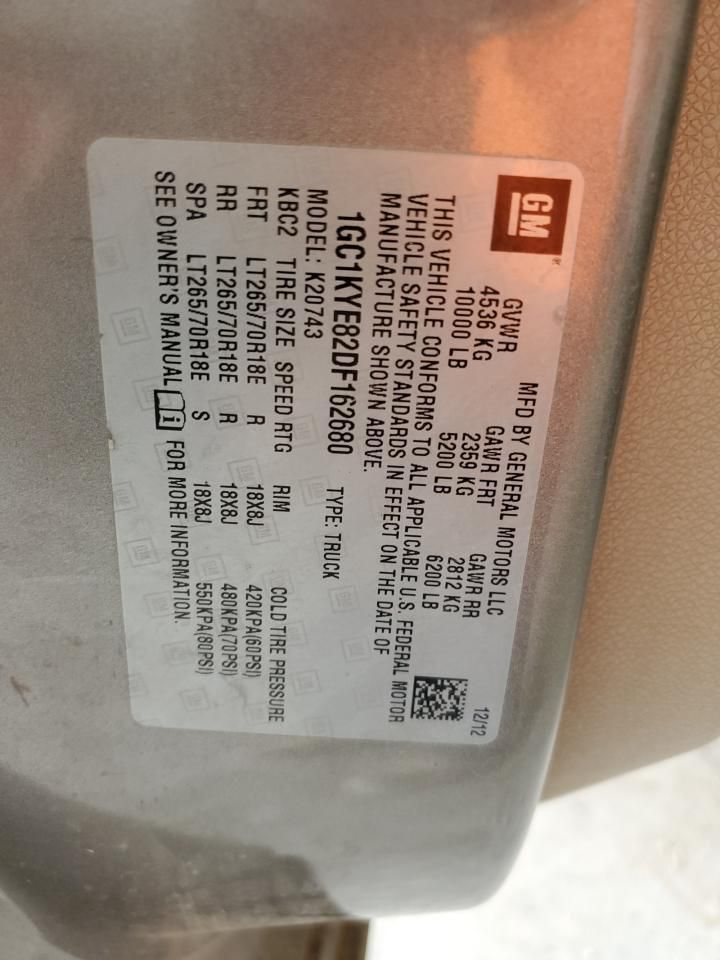 GM®
MFD BY GENERAL MOTORS LLC
12/12
GVWR GAWR FRT GAWR RR
4536 KG 2359 KG 2812 KG
10000 LB 5200 LB 6200 LB
THIS VEHICLE CONFORMS TO ALL APPLICABLE U.S. FEDERAL MOTOR
VEHICLE SAFETY STANDARDS IN EFFECT ON THE DATE OF
MANUFACTURE SHOWN ABOVE.
1GC1KYE82DF162680 TYPE: TRUCK
MODEL: K20743
KBC2 TIRE SIZE SPEED RTG RIM COLD TIRE PRESSURE
FRT LT265/70R18E R 18X8J 420KPA(60PSI)
RR LT265/70R18E R 18X8J 480KPA(70PSI)
SPA LT265/70R18E S 18X8J 550KPA(80PSI)
SEE OWNER'S MANUAL i FOR MORE INFORMATION.